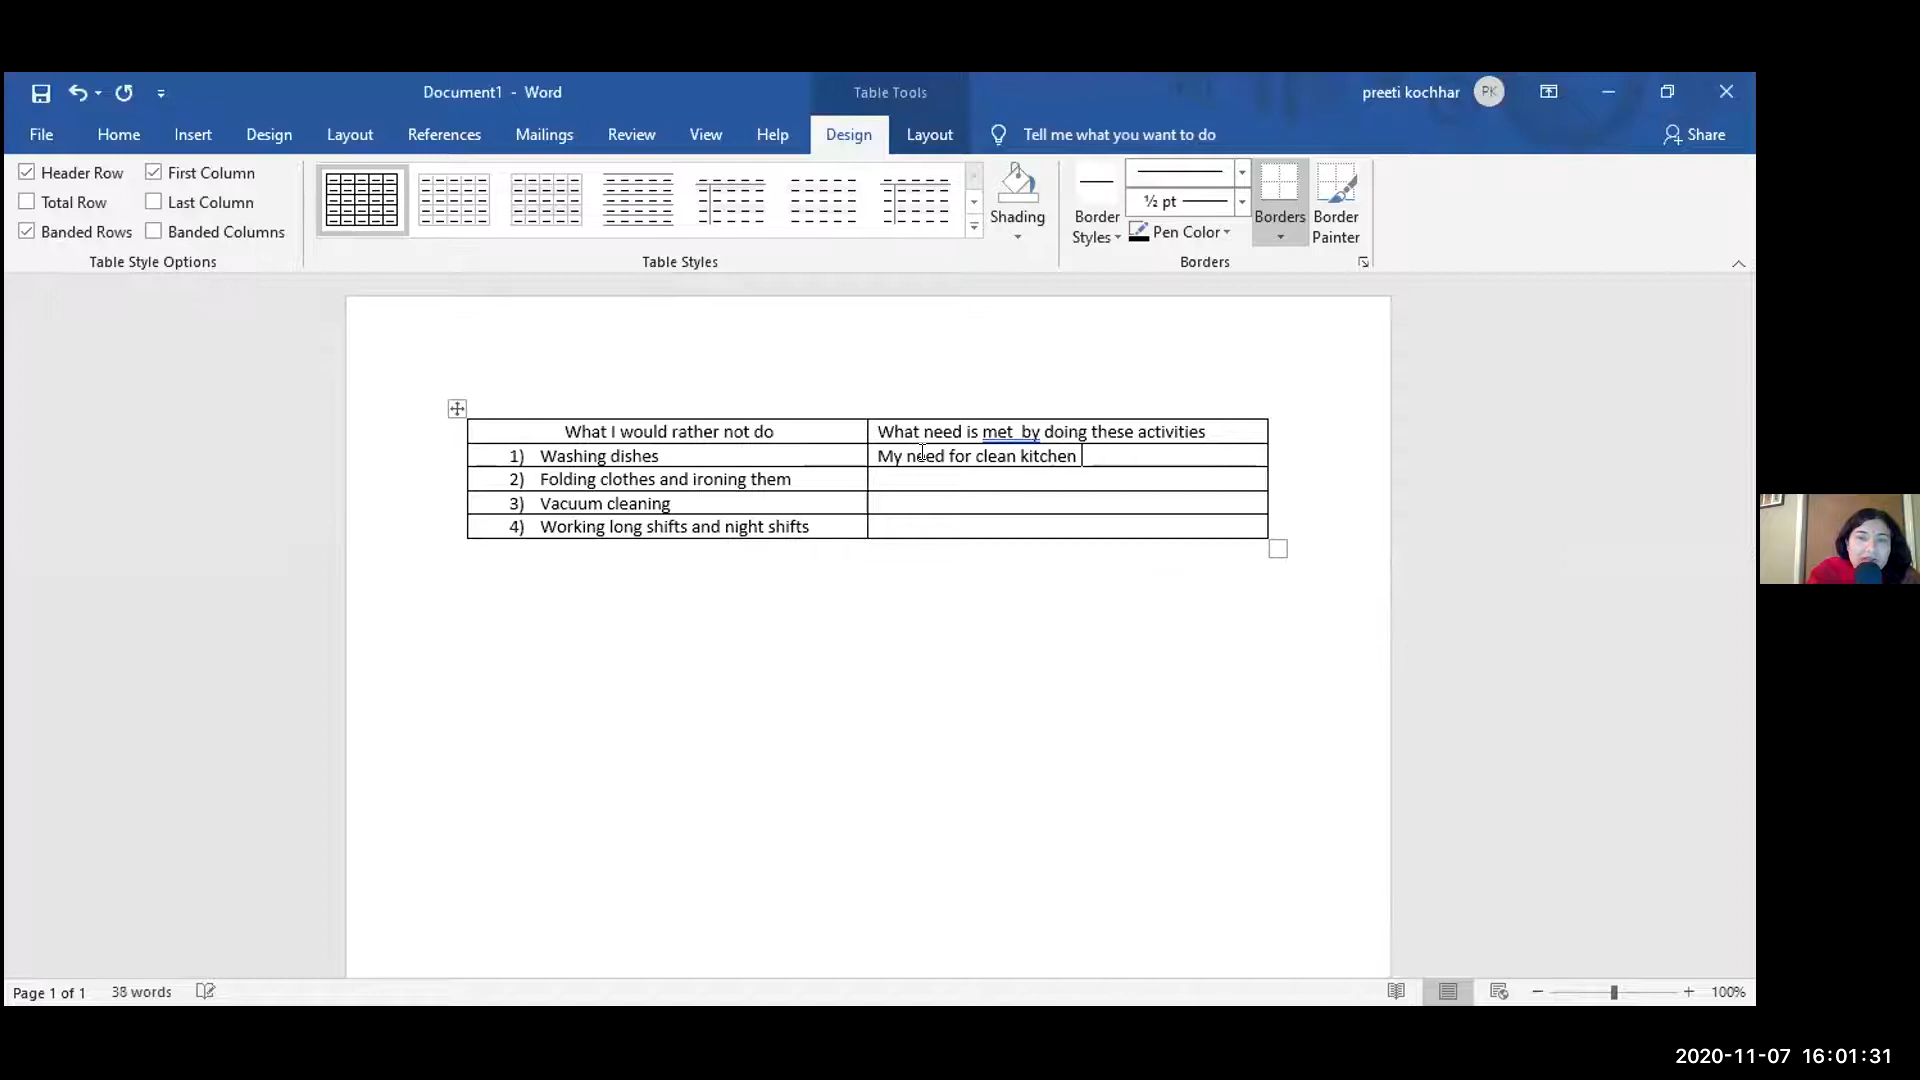 Document1 - Word
Table Tools
preeti kochhar PK
File Home Insert Design Layout References Mailings Review View Help Design Layout Tell me what you want to do Share
Header Row First Column
Total Row Last Column
Banded Rows Banded Columns
Table Style Options
Table Styles
Shading
Border Styles
½ pt
Pen Color
Borders
Border Painter
Borders
What I would rather not do What need is met  by doing these activities
1) Washing dishes My need for clean kitchen
2) Folding clothes and ironing them
3) Vacuum cleaning
4) Working long shifts and night shifts
Page 1 of 1 38 words 100%
2020-11-07 16:01:31